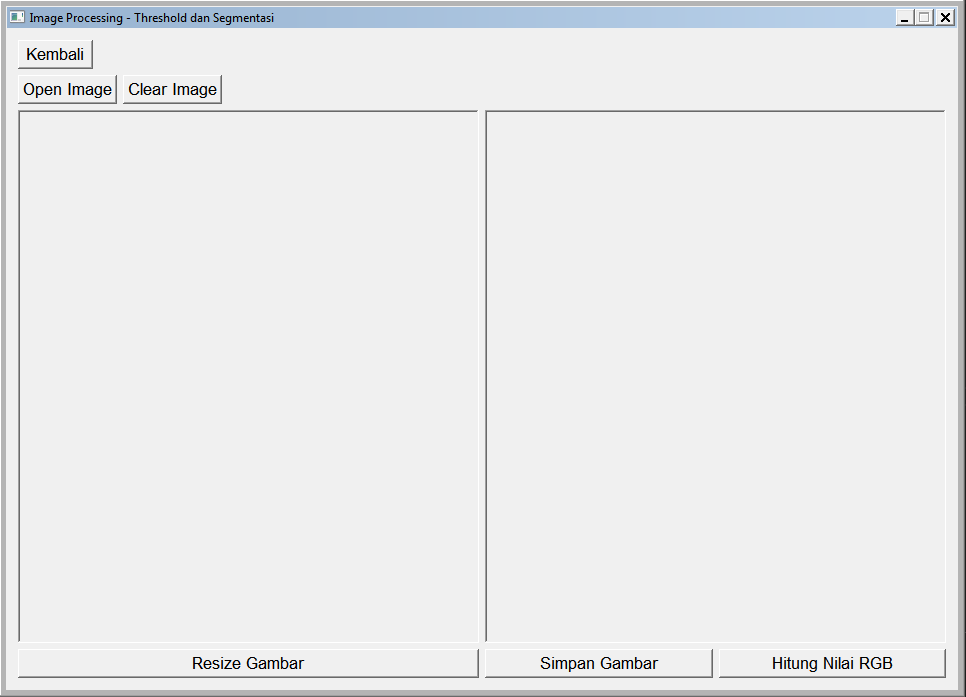 Image Processing - Threshold dan Segmentasi
Kembali
Open Image Clear Image
Resize Gambar Simpan Gambar Hitung Nilai RGB